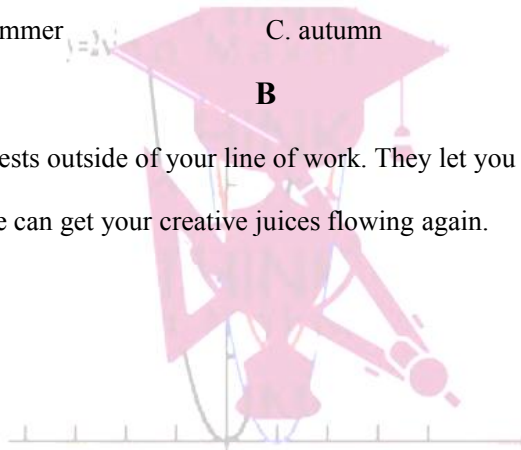 mmer C. autumn
B
ests outside of your line of work. They let you
e can get your creative juices flowing again.